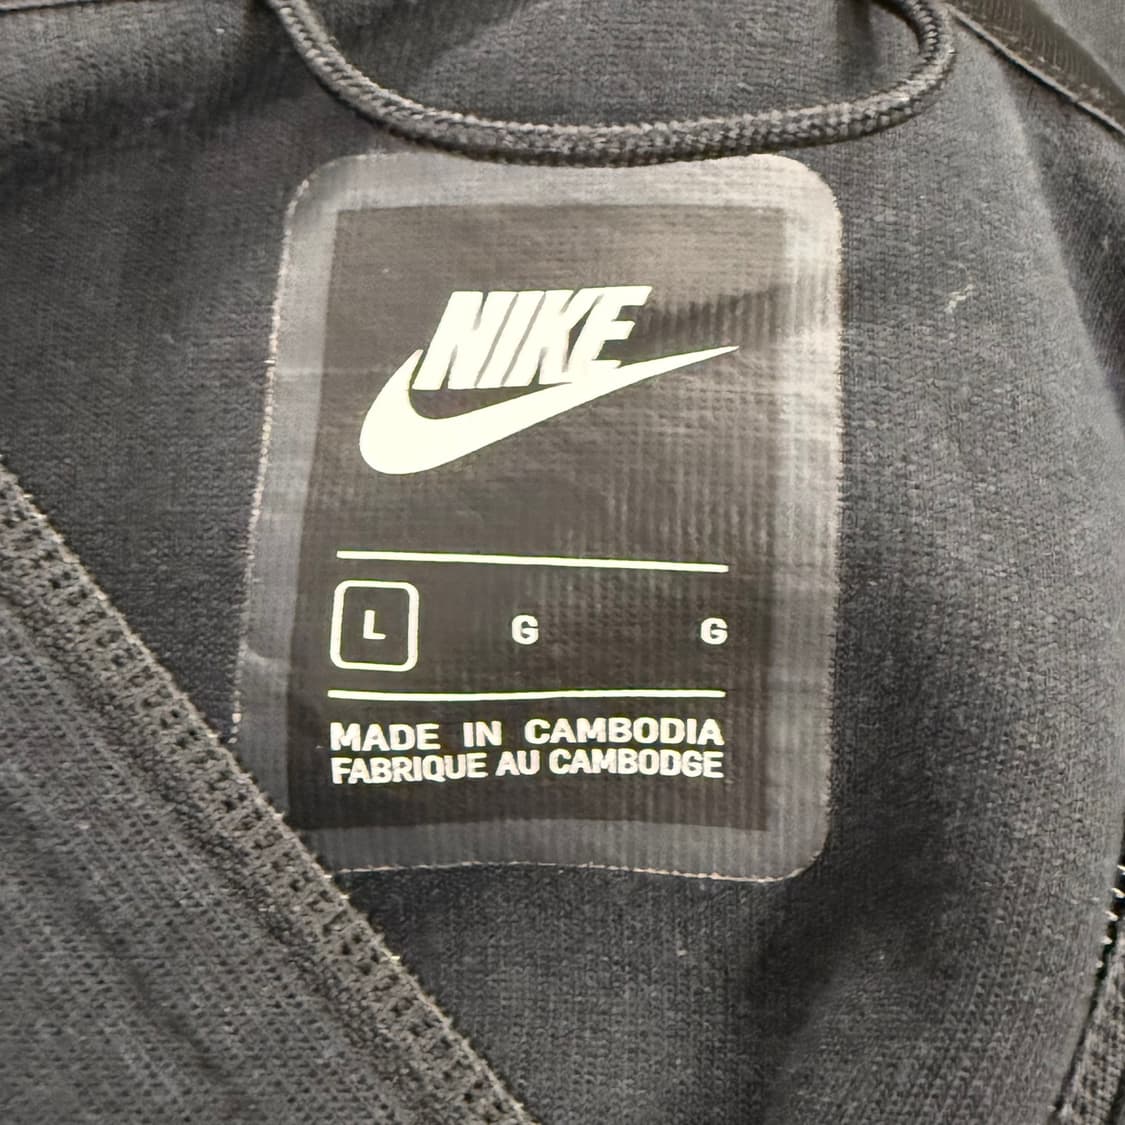 NIKE
L G G
MADE IN CAMBODIA
FABRIQUE AU CAMBODGE